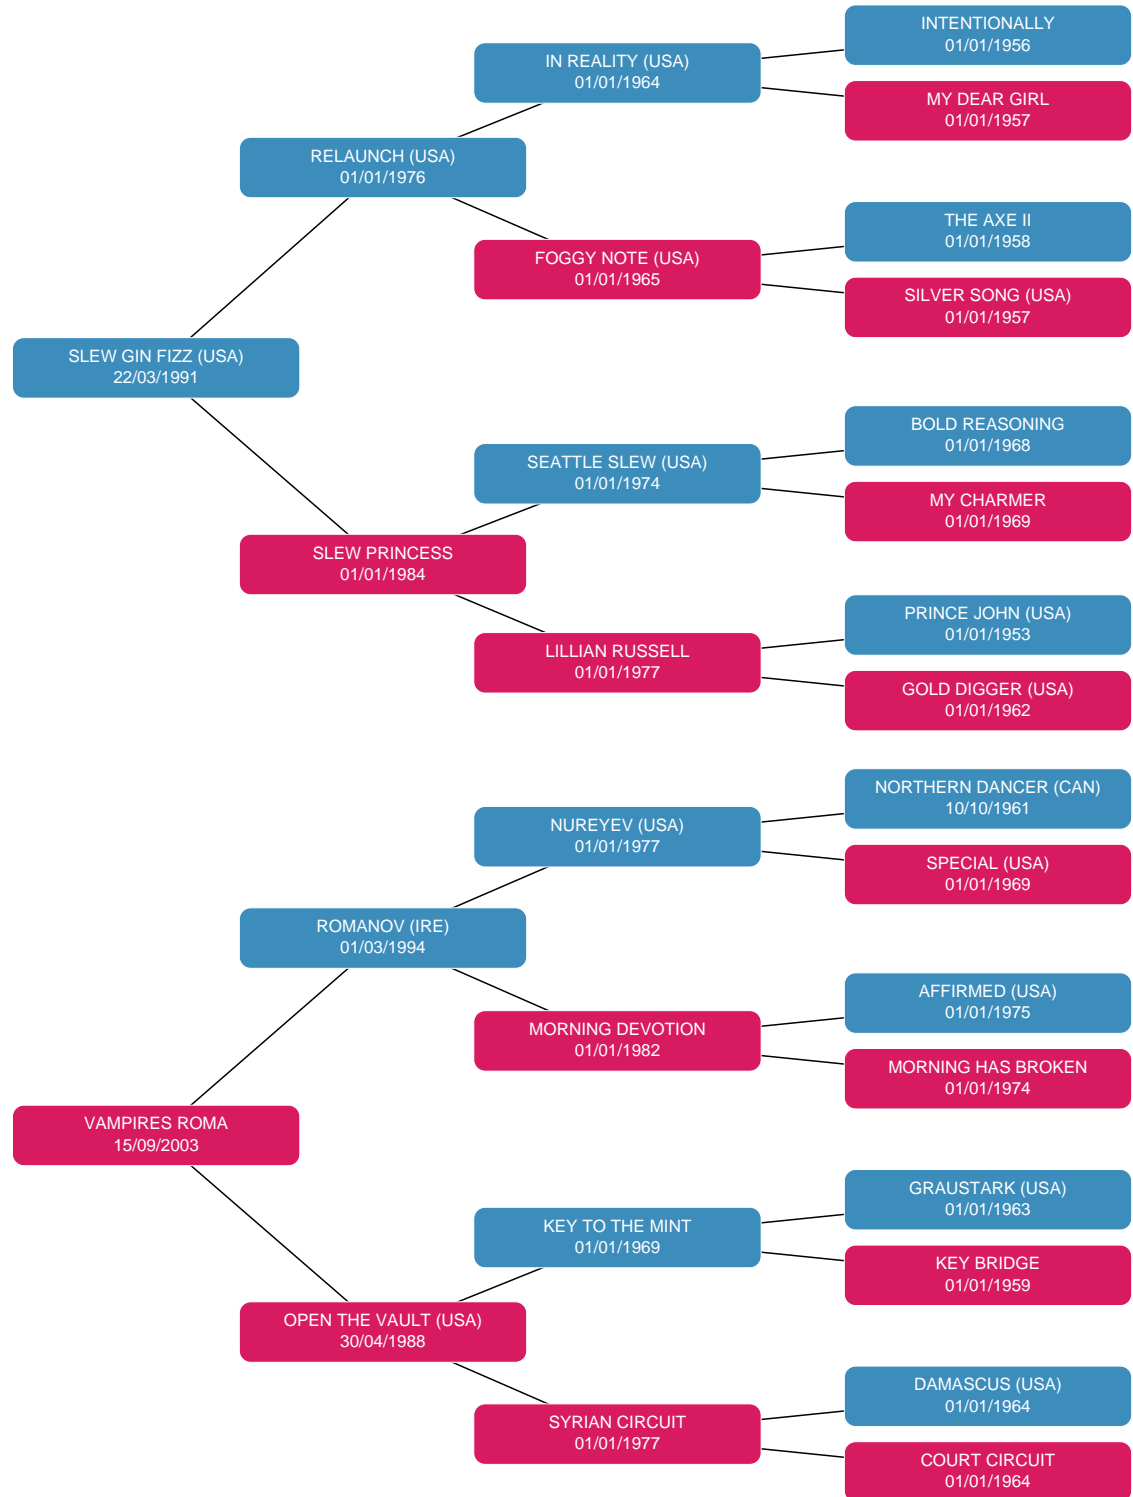 INTENTIONALLY
01/01/1956
IN REALITY (USA)
01/01/1964
MY DEAR GIRL
01/01/1957
RELAUNCH (USA)
01/01/1976
THE AXE II
01/01/1958
FOGGY NOTE (USA)
01/01/1965
SILVER SONG (USA)
01/01/1957
SLEW GIN FIZZ (USA)
22/03/1991
BOLD REASONING
01/01/1968
SEATTLE SLEW (USA)
01/01/1974
MY CHARMER
01/01/1969
SLEW PRINCESS
01/01/1984
PRINCE JOHN (USA)
01/01/1953
LILLIAN RUSSELL
01/01/1977
GOLD DIGGER (USA)
01/01/1962
NORTHERN DANCER (CAN)
10/10/1961
NUREYEV (USA)
01/01/1977
SPECIAL (USA)
01/01/1969
ROMANOV (IRE)
01/03/1994
AFFIRMED (USA)
01/01/1975
MORNING DEVOTION
01/01/1982
MORNING HAS BROKEN
01/01/1974
VAMPIRES ROMA
15/09/2003
GRAUSTARK (USA)
01/01/1963
KEY TO THE MINT
01/01/1969
KEY BRIDGE
01/01/1959
OPEN THE VAULT (USA)
30/04/1988
DAMASCUS (USA)
01/01/1964
SYRIAN CIRCUIT
01/01/1977
COURT CIRCUIT
01/01/1964